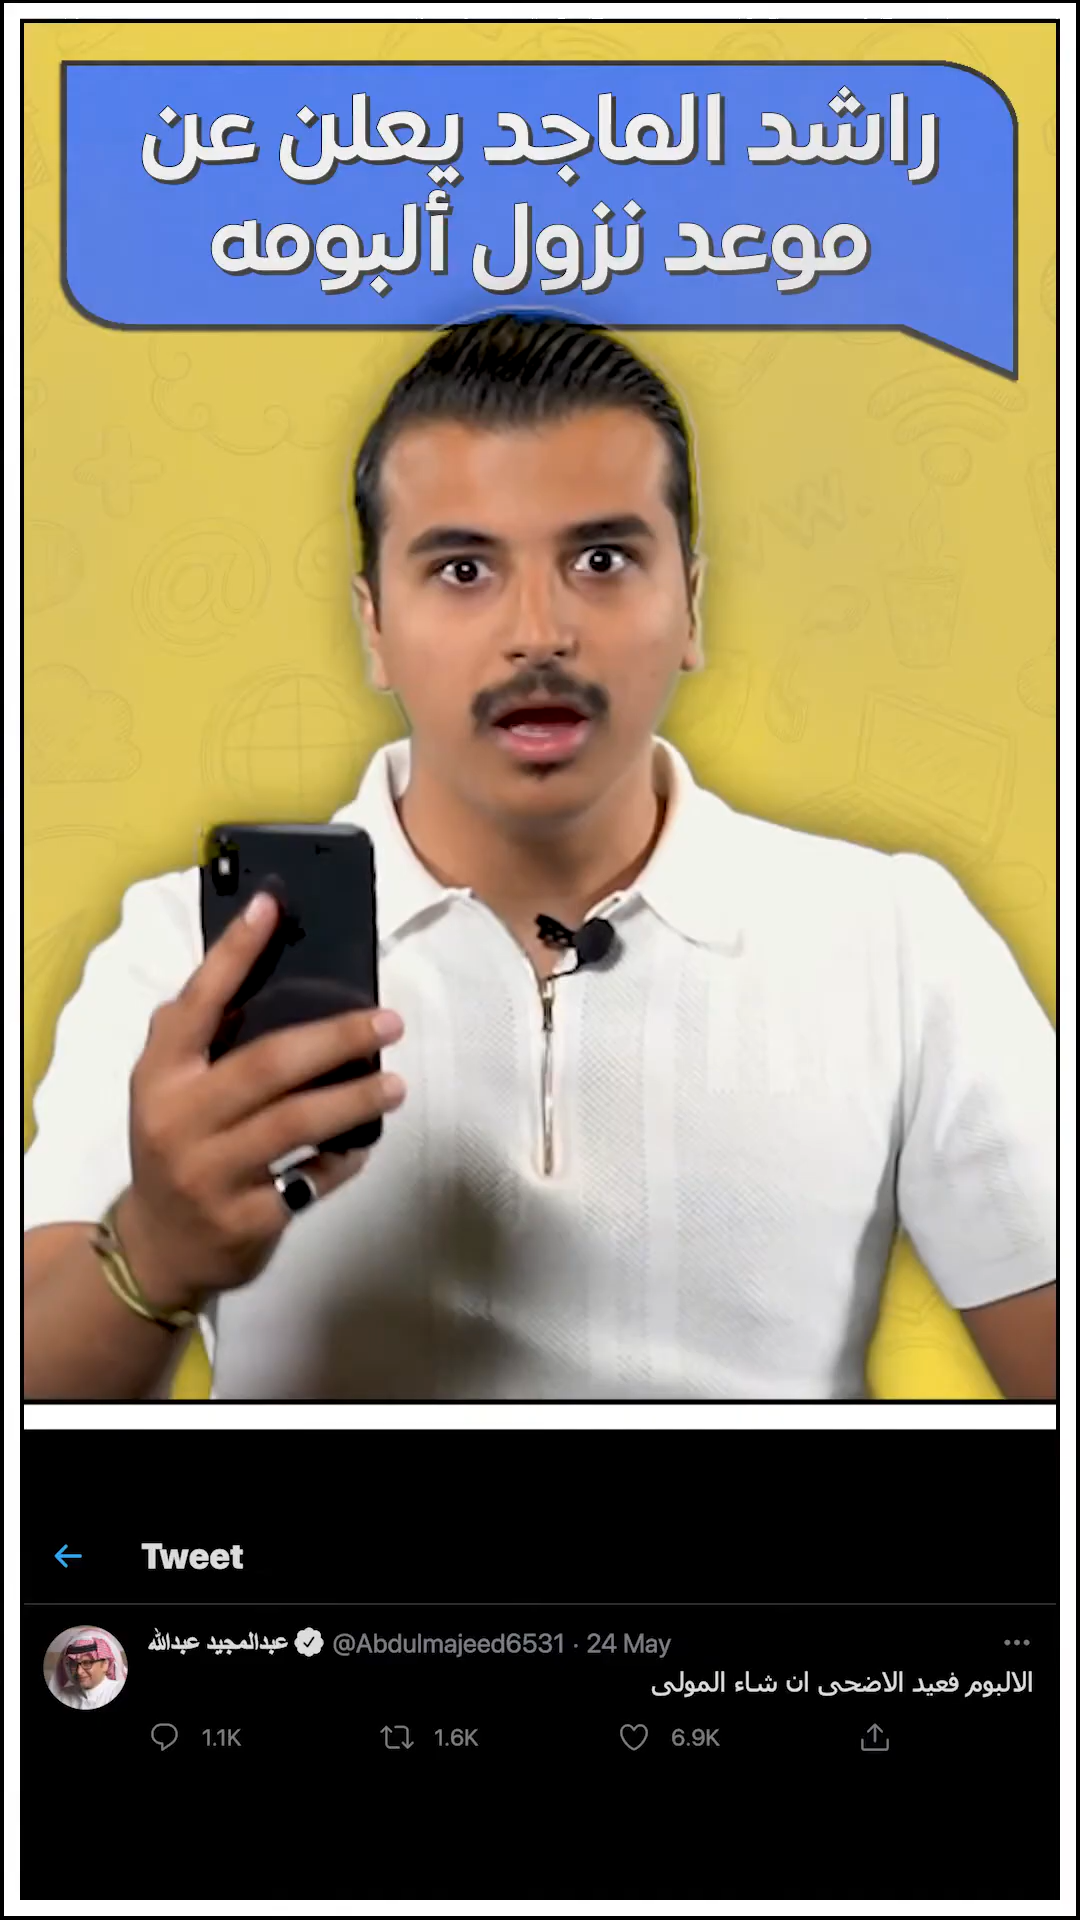 راشد الماجد يعلن عن
موعد نزول ألبومه
Tweet
عبدالمجيد عبدالله @Abdulmajeed6531 · 24 May
الالبوم فعيد الاضحى ان شاء المولى
1.1K 1.6K 6.9K